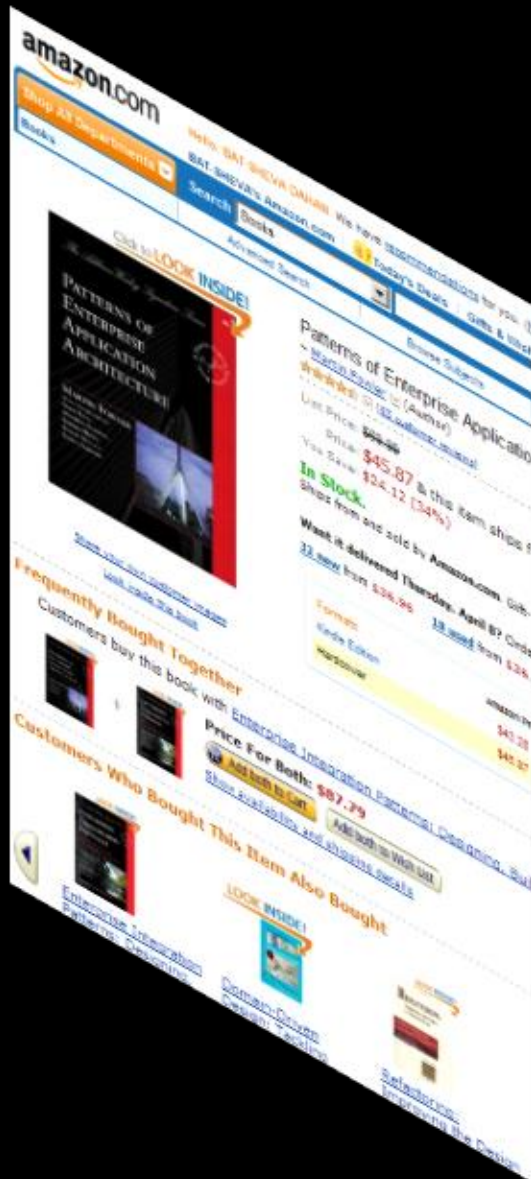 amazon.com
Hello, BAT-SHEVA DAHAN. We have recommendations for you.
BAT-SHEVA's Amazon.com
Today's Deals
Gifts & Wish
Shop All Departments
Search
Books
Books
Advanced Search
Browse Subjects
Click to LOOK INSIDE!
PATTERNS OF
ENTERPRISE
APPLICATION
ARCHITECTURE
MARTIN FOWLER
Share your own customer images
Look inside this book
Patterns of Enterprise Application
~ Martin Fowler (Author)
List Price:
Price: $45.87 & this item ships
You Save: $24.12 (34%)
In Stock.
Ships from and sold by Amazon.com.
Want it delivered Thursday, April 8?
new from
18 used from
Formats
Kindle Edition
Hardcover
Frequently Bought Together
Customers buy this book with Enterprise Integration Patterns: Designing,
Price For Both: $87.79
Add both to Cart
Add both to Wish List
Show availability and shipping details
Customers Who Bought This Item Also Bought
Enterprise Integration
Patterns: Designing,
LOOK INSIDE!
Domain-Driven
Design: Tackling
Refactoring:
Improving the Design